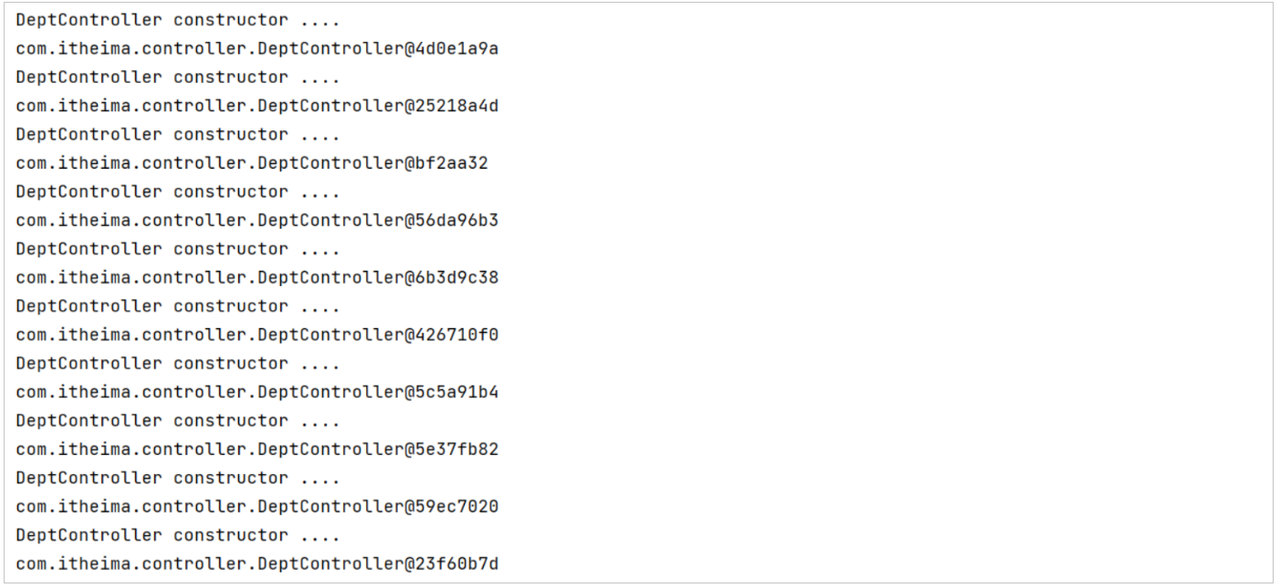 DeptController constructor ....
com.itheima.controller.DeptController@4d0e1a9a
DeptController constructor ....
com.itheima.controller.DeptController@25218a4d
DeptController constructor ....
com.itheima.controller.DeptController@bf2aa32
DeptController constructor ....
com.itheima.controller.DeptController@56da96b3
DeptController constructor ....
com.itheima.controller.DeptController@6b3d9c38
DeptController constructor ....
com.itheima.controller.DeptController@426710f0
DeptController constructor ....
com.itheima.controller.DeptController@5c5a91b4
DeptController constructor ....
com.itheima.controller.DeptController@5e37fb82
DeptController constructor ....
com.itheima.controller.DeptController@59ec7020
DeptController constructor ....
com.itheima.controller.DeptController@23f60b7d